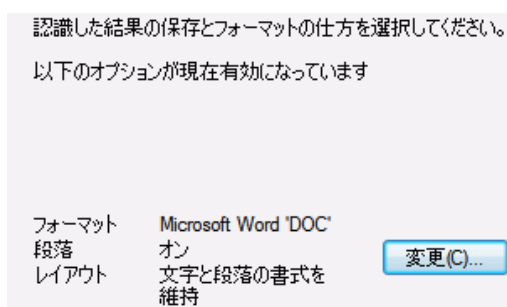 認識した結果の保存とフォーマットの仕方を選択してください。
以下のオプションが現在有効になっています
フォーマット Microsoft Word 'DOC'
段落 オン
レイアウト 文字と段落の書式を
維持
変更(C)...